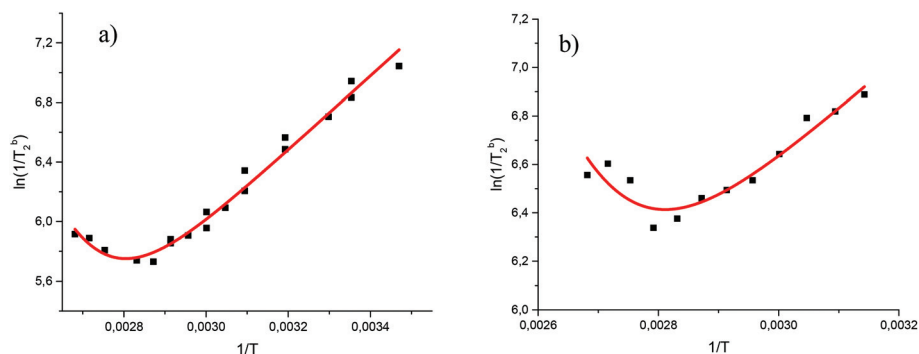 a)
7,2
6,8
6,4
6,0
5,6
ln(1/T₂ᵇ)
0,0028 0,0030 0,0032 0,0034
1/T
b)
7,2
7,0
6,8
6,6
6,4
6,2
6,0
ln(1/T₂ᵇ)
0,0026 0,0028 0,0030 0,0032
1/T